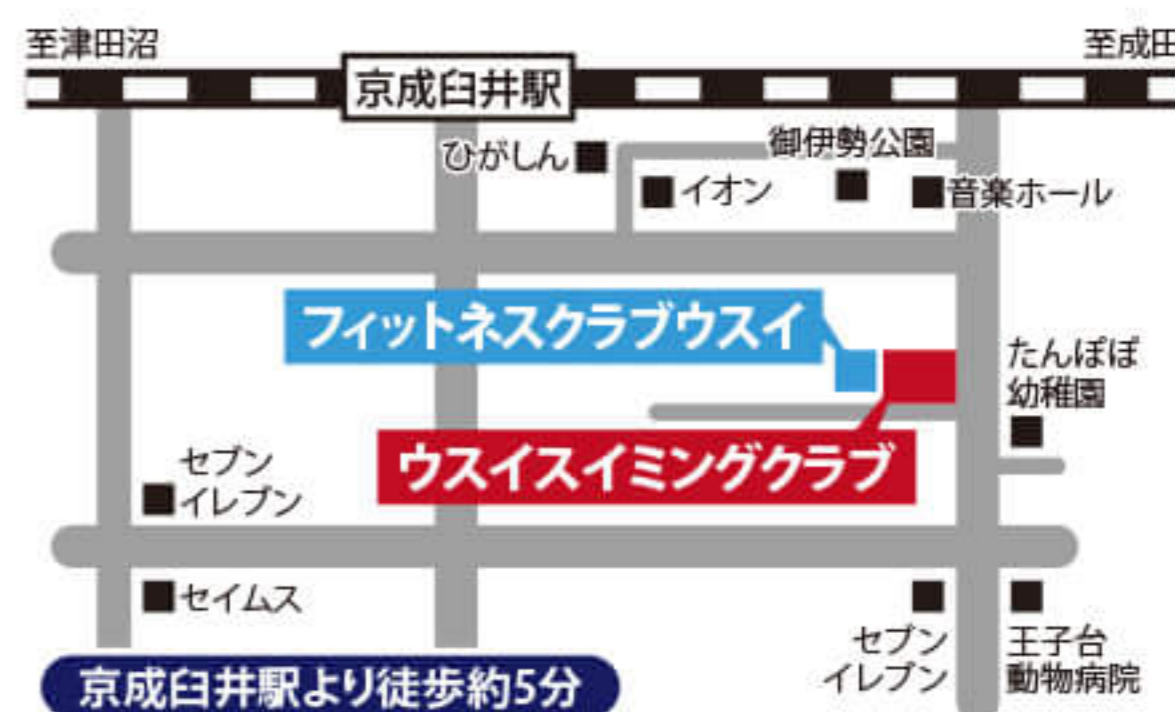 至津田沼
至成田
京成臼井駅
ひがしん
御伊勢公園
イオン
音楽ホール
フィットネスクラブウスイ
たんぽぽ
幼稚園
ウスイスイミングクラブ
セブン
イレブン
セイムス
セブン
イレブン
王子台
動物病院
京成臼井駅より徒歩約5分